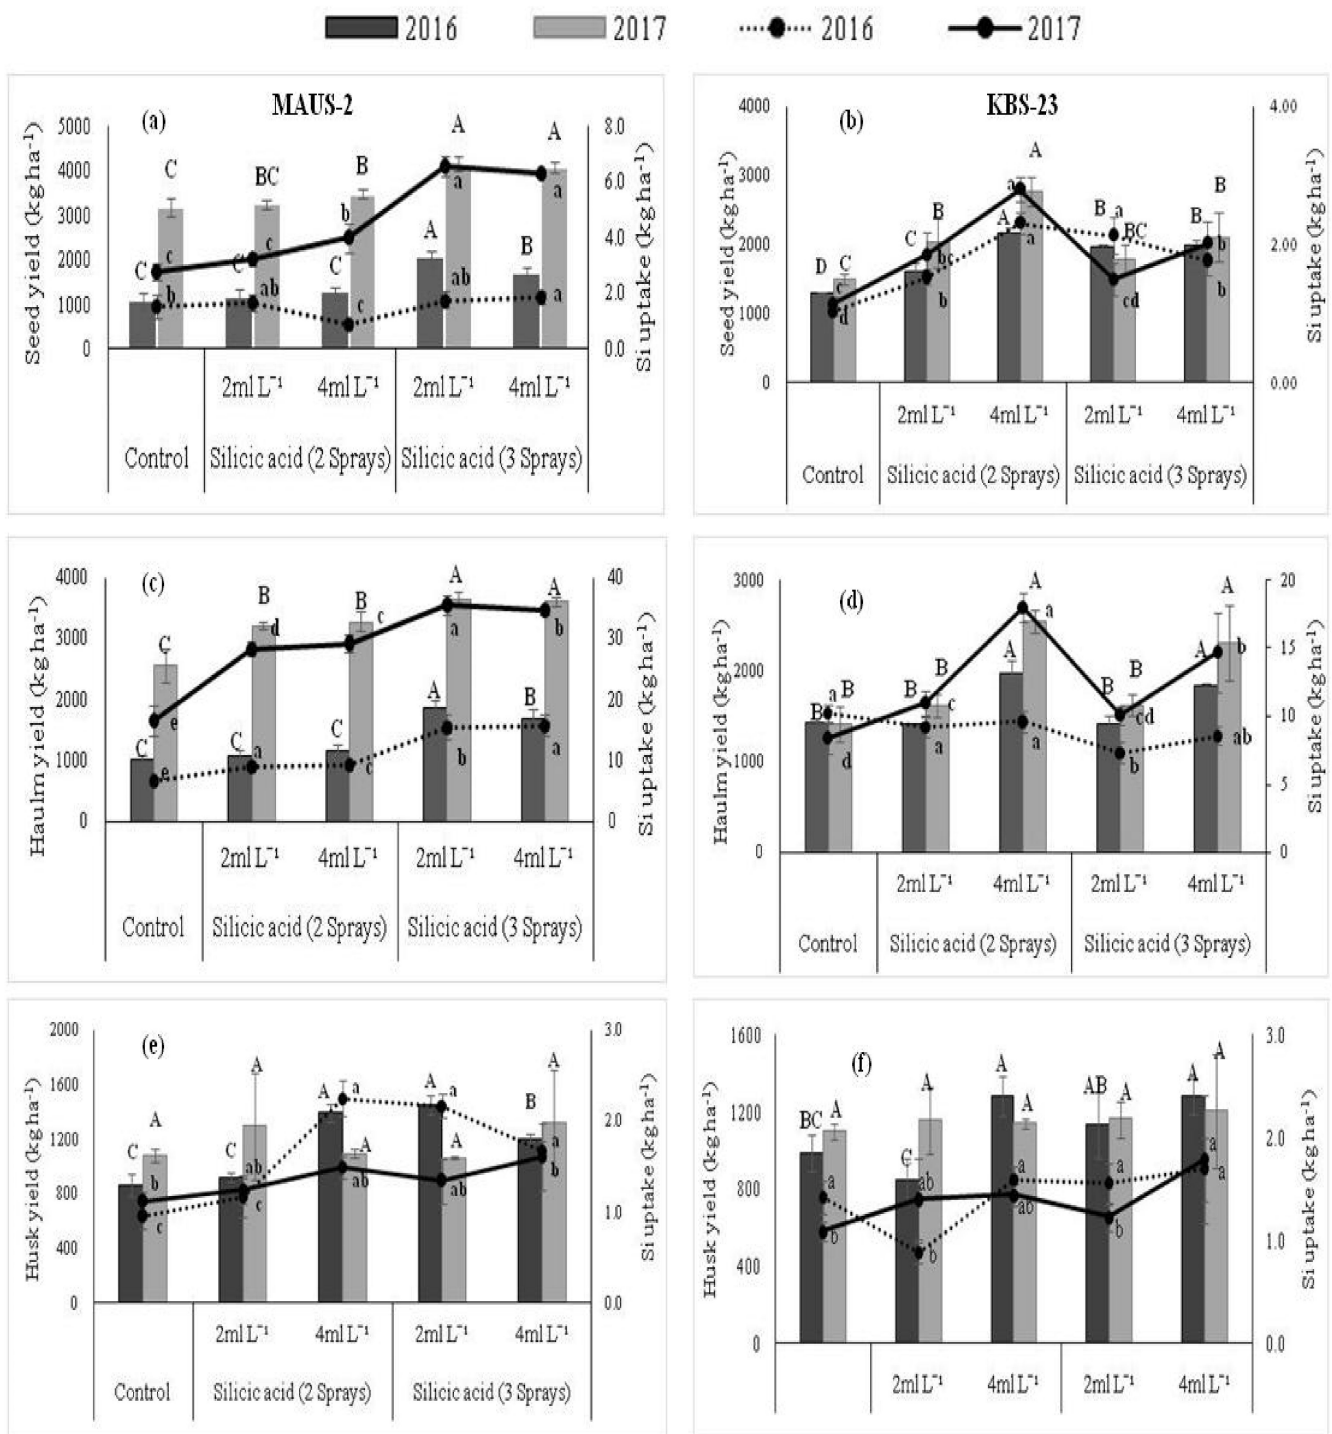 2016 2017 2016 2017
MAUS-2
(a)
Seed yield (kg ha⁻¹)
5000 4000 3000 2000 1000 0
8.0 6.0 4.0 2.0 0.0
Si uptake (kg ha⁻¹)
C BC B A A
C C C A B
c c b a a
b ab c ab a
2ml L⁻¹ 4ml L⁻¹ 2ml L⁻¹ 4ml L⁻¹
Control Silicic acid (2 Sprays) Silicic acid (3 Sprays)
KBS-23
(b)
Seed yield (kg ha⁻¹)
4000 3000 2000 1000 0
4.00 2.00 0.00
Si uptake (kg ha⁻¹)
D C C B A A B BC B B
c bc a cd b
d b a a b
2ml L⁻¹ 4ml L⁻¹ 2ml L⁻¹ 4ml L⁻¹
Control Silicic acid (2 Sprays) Silicic acid (3 Sprays)
(c)
Haulm yield (kg ha⁻¹)
4000 3000 2000 1000 0
40 30 20 10 0
Si uptake (kg ha⁻¹)
C B B A A
C C C A B
e d c a b
e a c b a
2ml L⁻¹ 4ml L⁻¹ 2ml L⁻¹ 4ml L⁻¹
Control Silicic acid (2 Sprays) Silicic acid (3 Sprays)
(d)
Haulm yield (kg ha⁻¹)
3000 2000 1000 0
20 15 10 5 0
Si uptake (kg ha⁻¹)
B B B B A A B B A A
a a a b ab
d c a cd b
2ml L⁻¹ 4ml L⁻¹ 2ml L⁻¹ 4ml L⁻¹
Control Silicic acid (2 Sprays) Silicic acid (3 Sprays)
(e)
Husk yield (kg ha⁻¹)
2000 1600 1200 800 400 0
3.0 2.0 1.0 0.0
Si uptake (kg ha⁻¹)
C A C A A A A A B A
b ab a a a
c c ab ab b
2ml L⁻¹ 4ml L⁻¹ 2ml L⁻¹ 4ml L⁻¹
Control Silicic acid (2 Sprays) Silicic acid (3 Sprays)
(f)
Husk yield (kg ha⁻¹)
1600 1200 800 400 0
3.0 2.0 1.0 0.0
Si uptake (kg ha⁻¹)
BC A C A A A AB A A A
a ab a a a
b b ab b a
2ml L⁻¹ 4ml L⁻¹ 2ml L⁻¹ 4ml L⁻¹